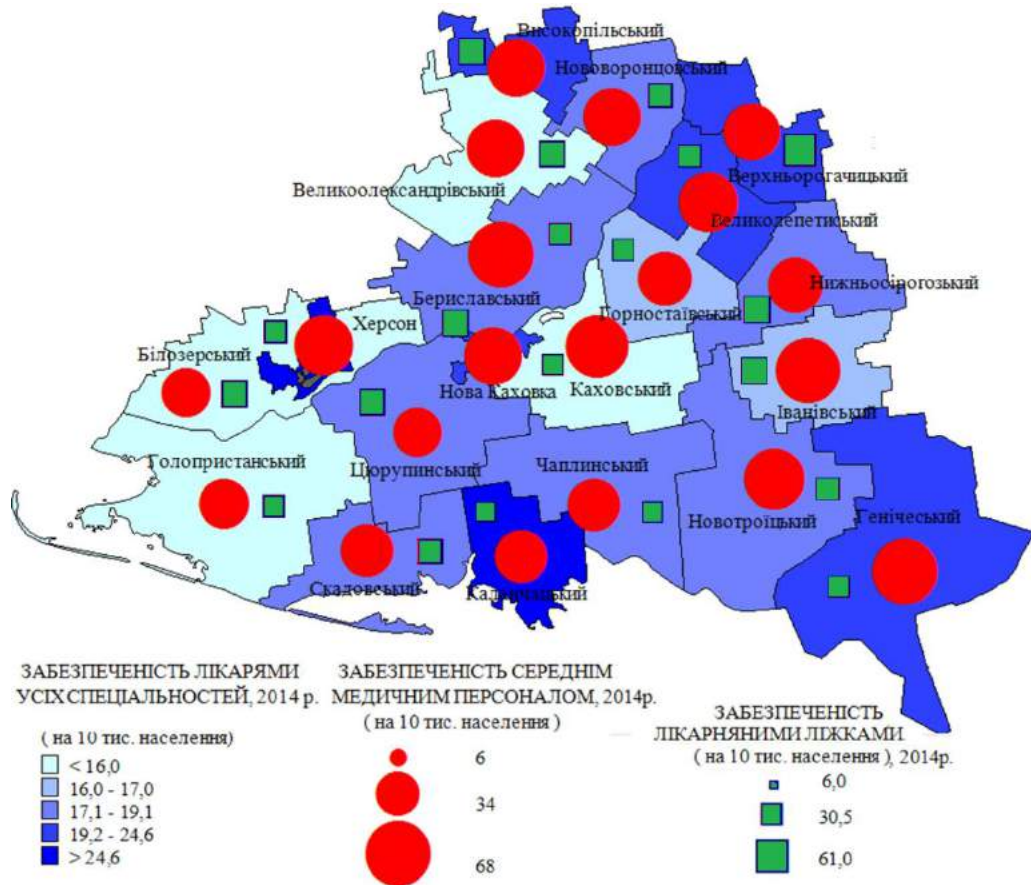 Високопільський
Нововоронцовський
Верхньорогачицький
Великоолександрівський
Великолепетиський
Бериславський
Нижньосірогозький
Горностаївський
Херсон
Білозерський
Нова Каховка
Каховський
Іванівський
Голопристанський
Цюрупинський
Чаплинський
Новотроїцький
Генічеський
Скадовський
Каланчацький
ЗАБЕЗПЕЧЕНІСТЬ ЛІКАРЯМИ
УСІХ СПЕЦІАЛЬНОСТЕЙ, 2014 р.
( на 10 тис. населення)
< 16,0
16,0 - 17,0
17,1 - 19,1
19,2 - 24,6
> 24,6
ЗАБЕЗПЕЧЕНІСТЬ СЕРЕДНІМ
МЕДИЧНИМ ПЕРСОНАЛОМ, 2014р.
( на 10 тис. населення )
6
34
68
ЗАБЕЗПЕЧЕНІСТЬ
ЛІКАРНЯНИМИ ЛІЖКАМИ
( на 10 тис. населення ), 2014р.
6,0
30,5
61,0